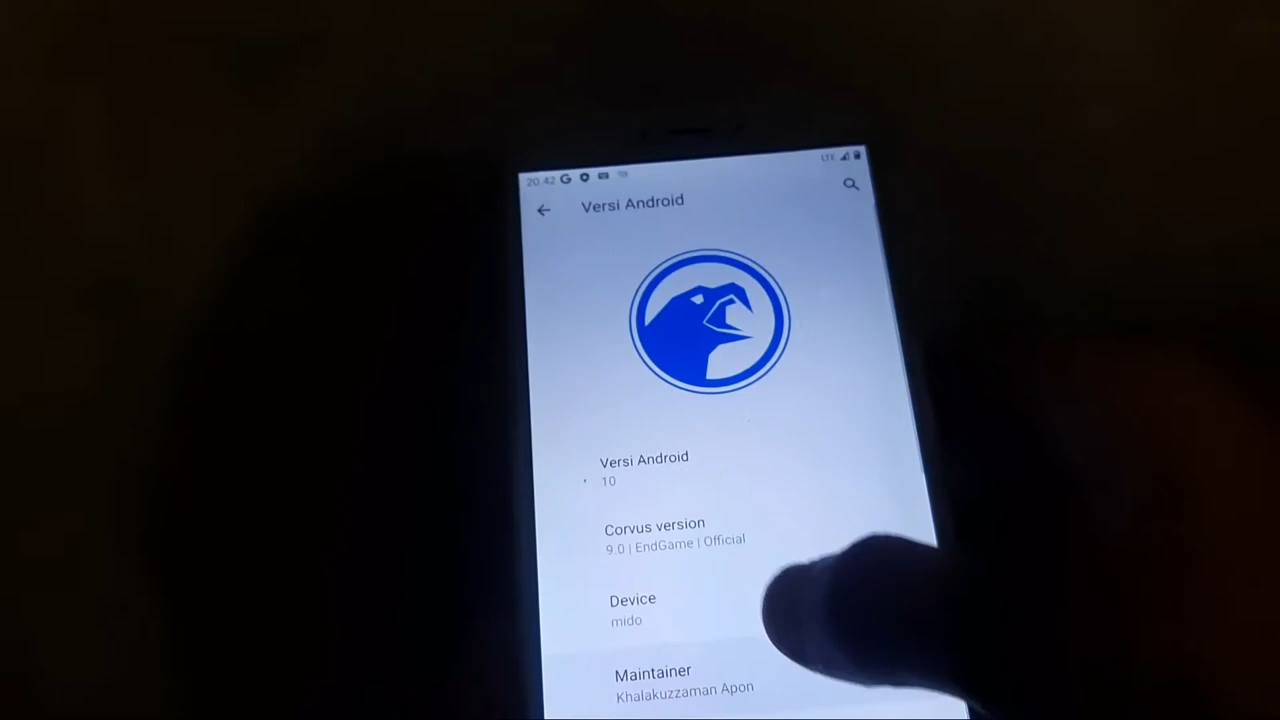 20.42 G LTE
Versi Android
Versi Android
10
Corvus version
9.0 | EndGame | Official
Device
mido
Maintainer
Khalakuzzaman Apon